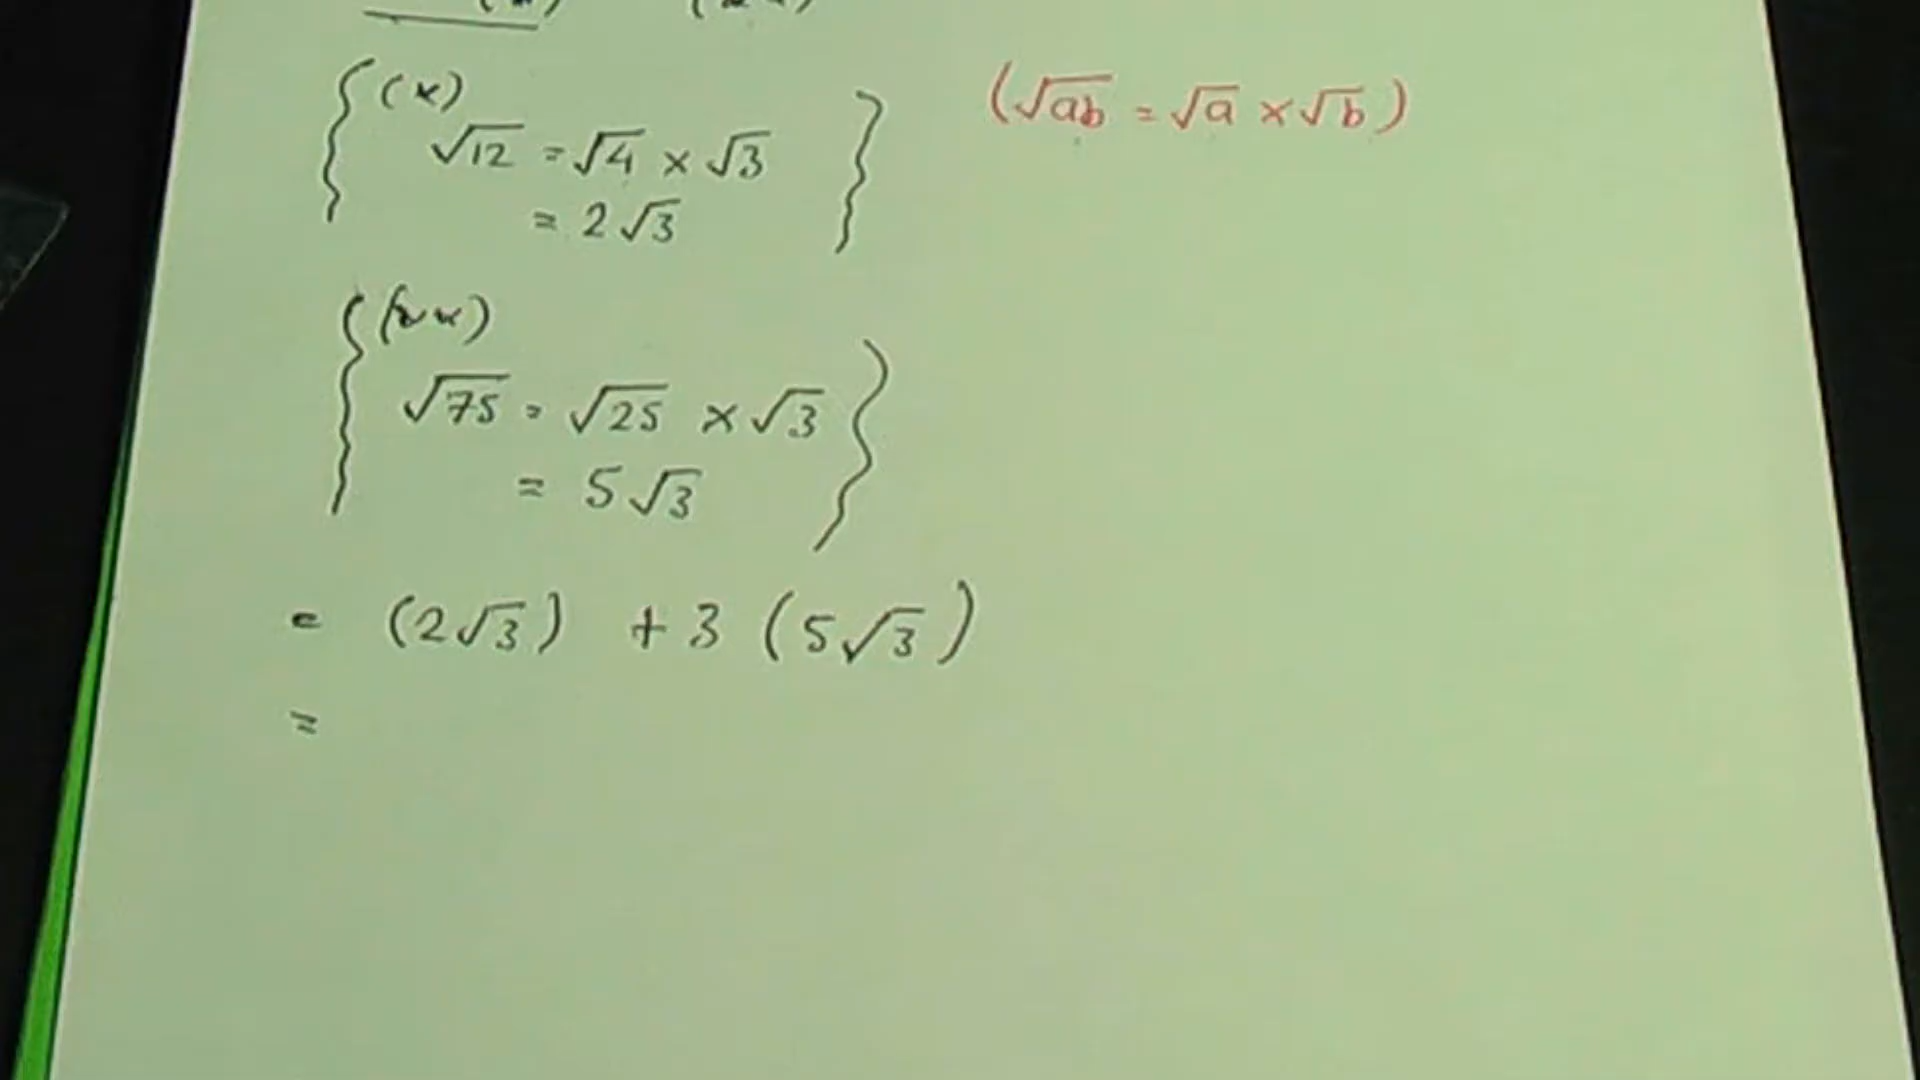 (*) (√ab = √a × √b)
√12 = √4 × √3
= 2√3
(**)
√75 = √25 × √3
= 5√3
= (2√3) + 3 (5√3)
=